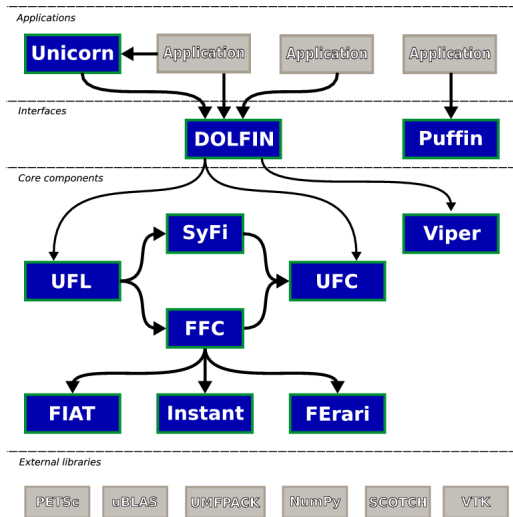 Applications
Unicorn
Application
Application
Application
Interfaces
DOLFIN
Puffin
Core components
SyFi
Viper
UFL
UFC
FFC
FIAT
Instant
FErari
External libraries
PETSc
uBLAS
UMFPACK
NumPy
SCOTCH
VTK